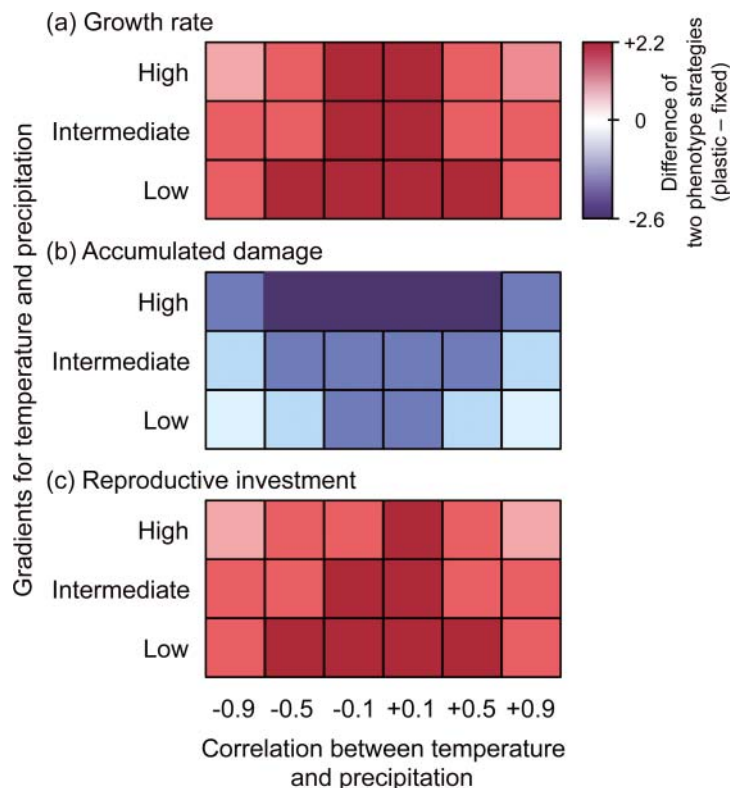 (a) Growth rate
High
Intermediate
Low
+2.2
0
-2.6
Difference of
two phenotype strategies
(plastic – fixed)
Gradients for temperature and precipitation
(b) Accumulated damage
High
Intermediate
Low
(c) Reproductive investment
High
Intermediate
Low
-0.9 -0.5 -0.1 +0.1 +0.5 +0.9
Correlation between temperature
and precipitation